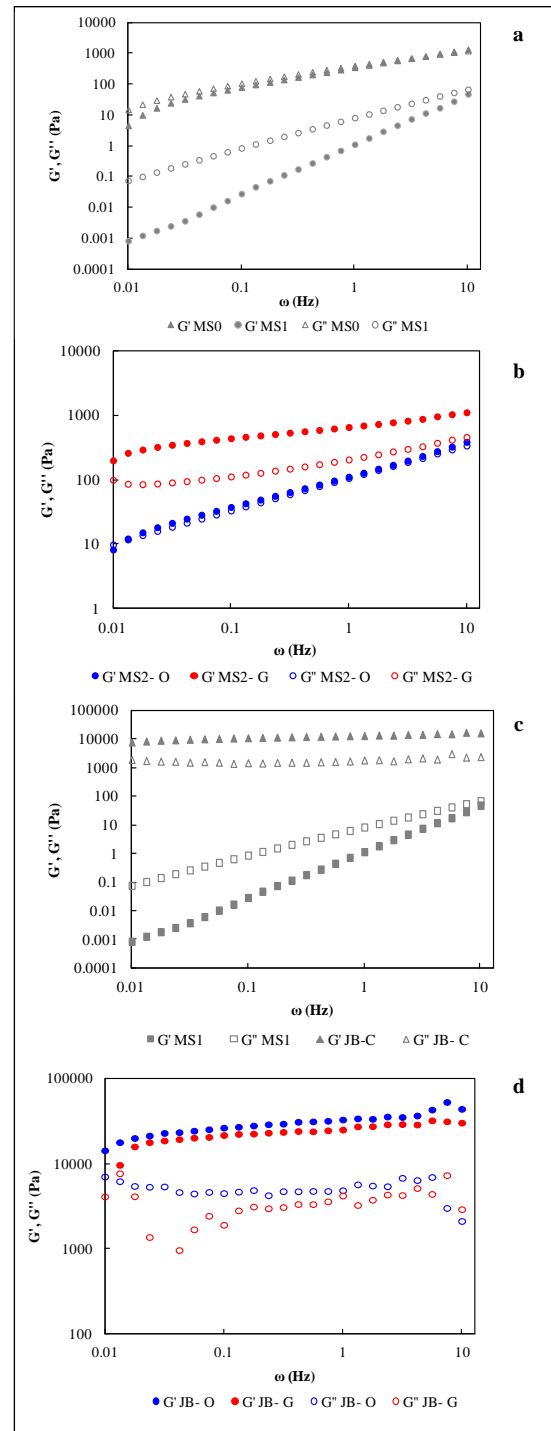 a
10000
1000
100
10
1
0.1
0.01
0.001
0.0001
G', G'' (Pa)
0.01 0.1 1 10
ω (Hz)
G' MS0 G' MS1 G'' MS0 G'' MS1
b
10000
1000
100
10
1
G', G'' (Pa)
0.01 0.1 1 10
ω (Hz)
G' MS2- O G' MS2- G G'' MS2- O G'' MS2- G
c
100000
10000
1000
100
10
1
0.1
0.01
0.001
0.0001
G', G'' (Pa)
0.01 0.1 1 10
ω (Hz)
G' MS1 G'' MS1 G' JB-C G'' JB- C
d
100000
10000
1000
100
G', G'' (Pa)
0.01 0.1 1 10
ω (Hz)
G' JB- O G' JB- G G'' JB- O G'' JB- G